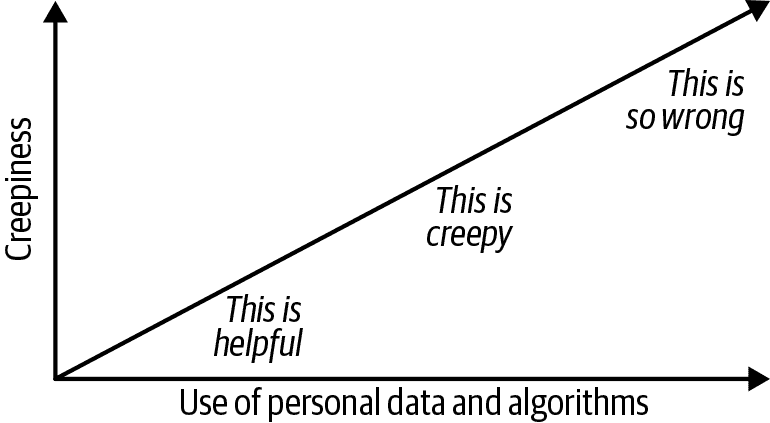 Creepiness
This is
so wrong
This is
creepy
This is
helpful
Use of personal data and algorithms